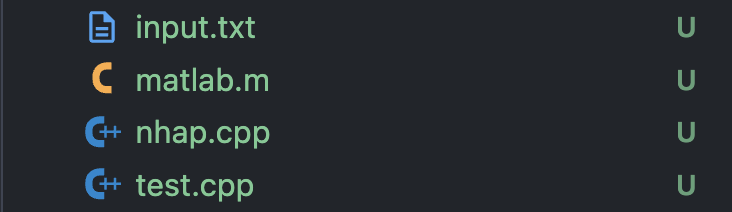 input.txt U
C matlab.m U
C++ nhap.cpp U
C++ test.cpp U